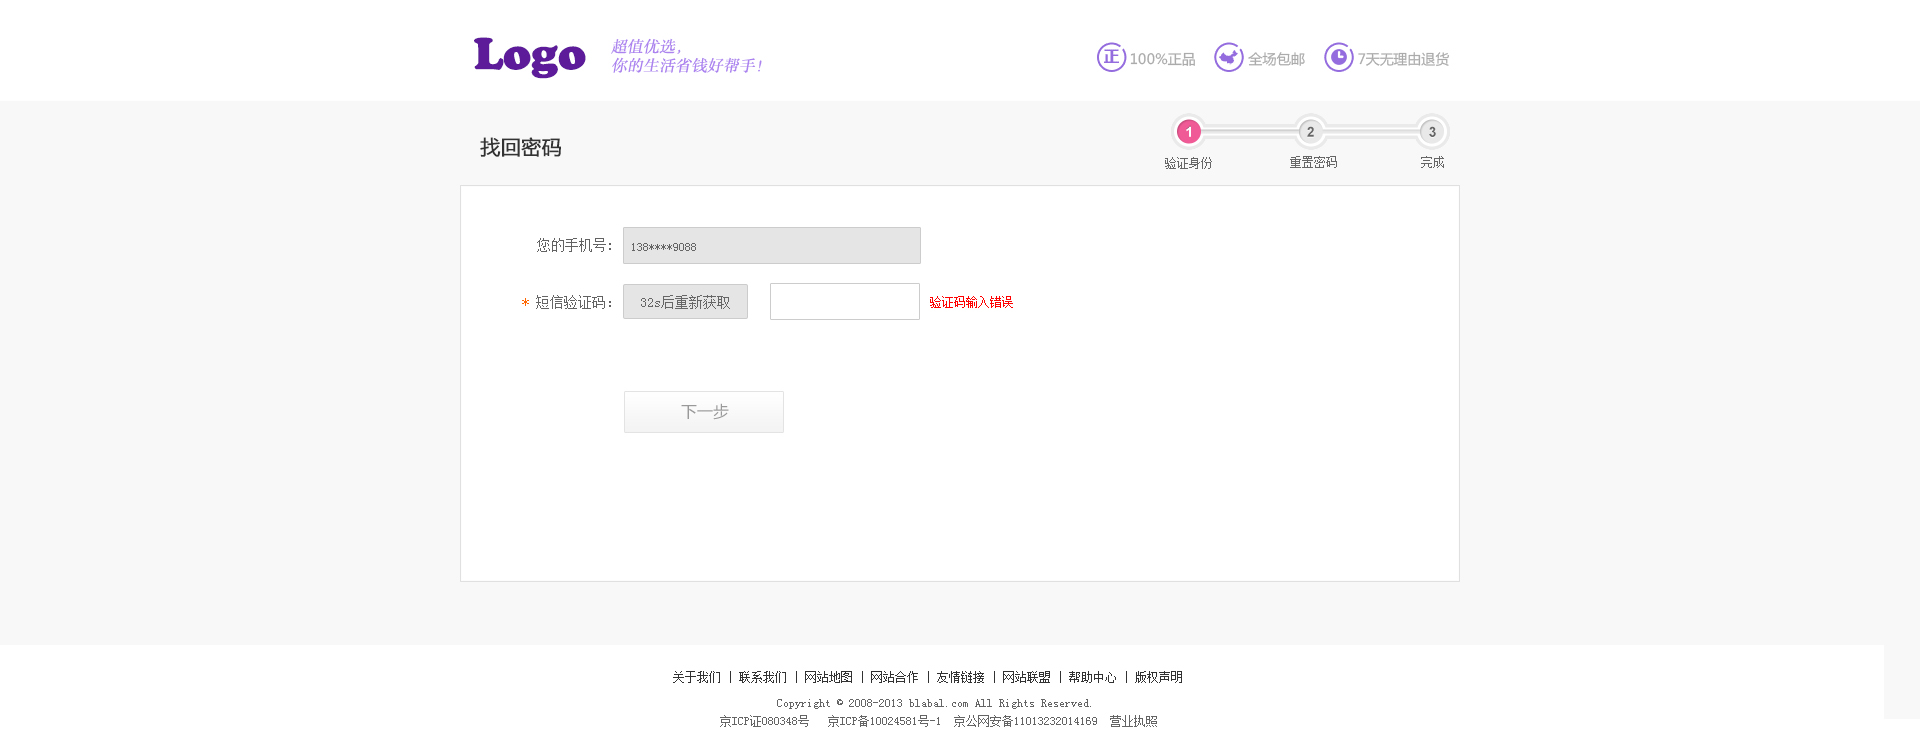 Logo
超值优选,
你的生活省钱好帮手!
正 100%正品 全场包邮 7天无理由退货
找回密码
1 2 3
验证身份 重置密码 完成
您的手机号: 138****9088
* 短信验证码: 32s后重新获取 验证码输入错误
下一步
关于我们 | 联系我们 | 网站地图 | 网站合作 | 友情链接 | 网站联盟 | 帮助中心 | 版权声明
Copyright © 2008-2013 blabal.com All Rights Reserved.
京ICP证080348号 京ICP备10024581号-1 京公网安备11013232014169 营业执照